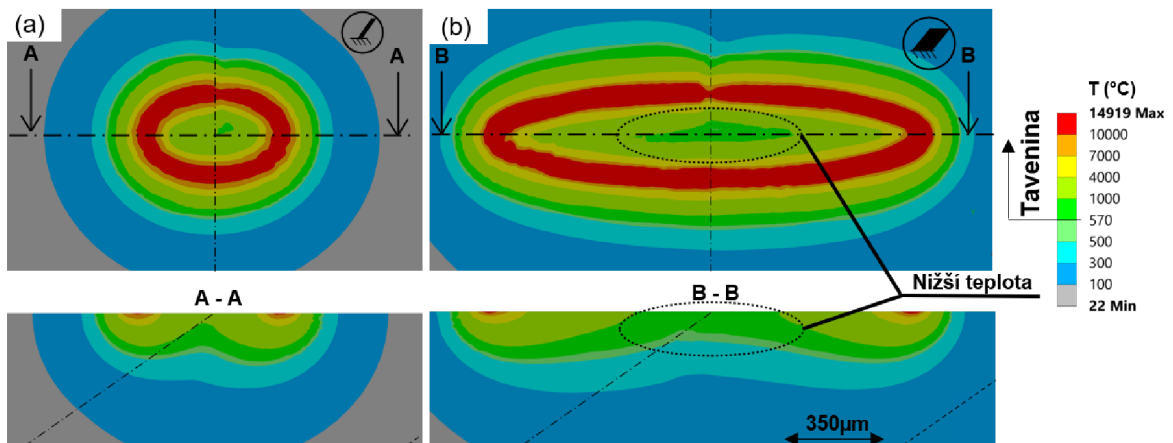 (a)
A
A
(b)
B
B
T (°C)
14919 Max
10000
7000
4000
1000
570
500
300
100
22 Min
Tavenina
Nižší teplota
A - A
B - B
350µm